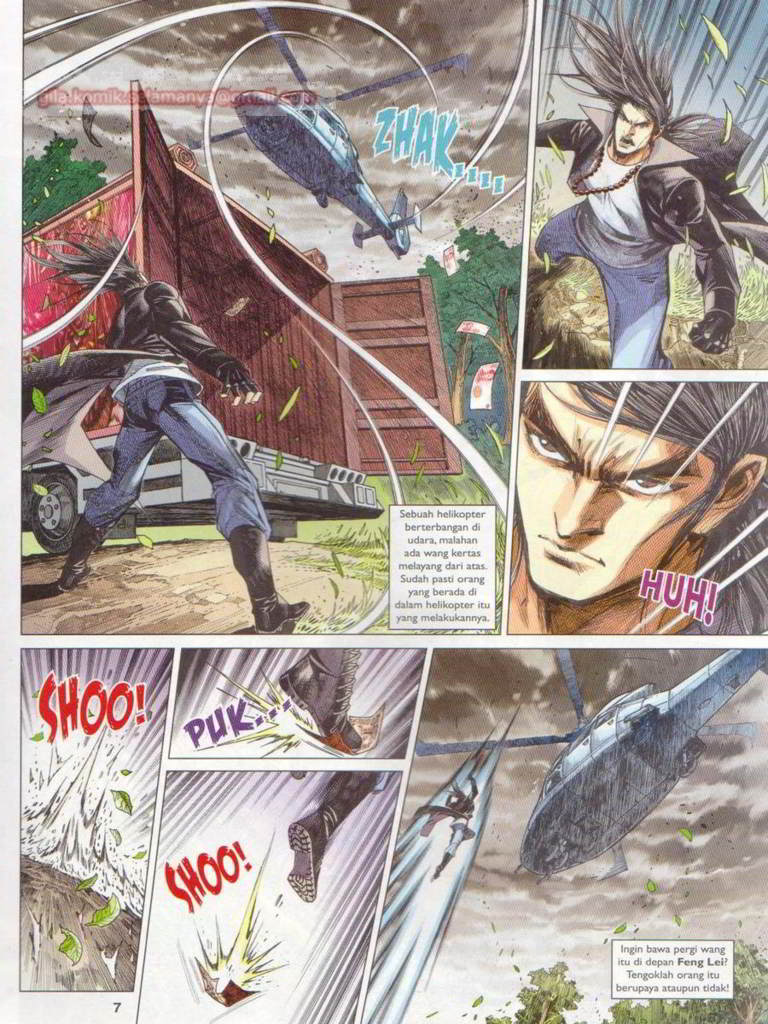 gila.komik.selamanya@gmail.com
ZHAK....
Sebuah helikopter
berterbangan di
udara, malahan
ada wang kertas
melayang dari atas.
Sudah pasti orang
yang berada di
dalam helikopter itu
yang melakukannya.
HUH!
SHOO!
PUK...
SHOO!
Ingin bawa pergi wang
itu di depan Feng Lei?
Tengoklah orang itu
berupaya ataupun tidak!
7